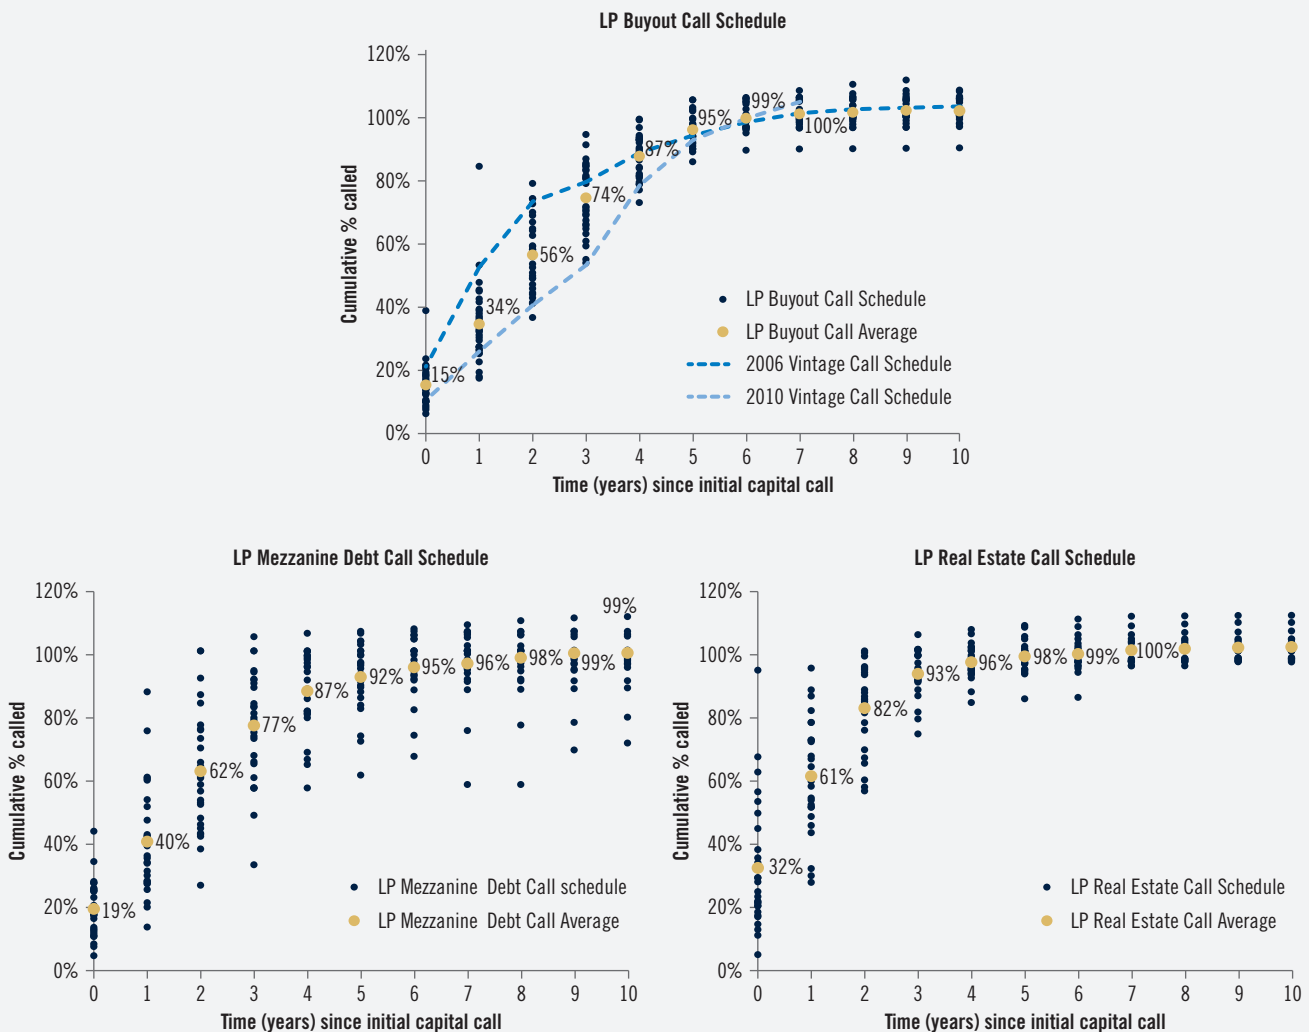 LP Buyout Call Schedule
120%
100%
80%
60%
40%
20%
0%
Cumulative % called
15%
34%
56%
74%
87%
95%
99%
100%
LP Buyout Call Schedule
LP Buyout Call Average
2006 Vintage Call Schedule
2010 Vintage Call Schedule
0 1 2 3 4 5 6 7 8 9 10
Time (years) since initial capital call
LP Mezzanine Debt Call Schedule
120%
100%
80%
60%
40%
20%
0%
Cumulative % called
19%
40%
62%
77%
87%
92%
95%
96%
98%
99%
99%
LP Mezzanine Debt Call schedule
LP Mezzanine Debt Call Average
0 1 2 3 4 5 6 7 8 9 10
Time (years) since initial capital call
LP Real Estate Call Schedule
120%
100%
80%
60%
40%
20%
0%
Cumulative % called
32%
61%
82%
93%
96%
98%
99%
100%
LP Real Estate Call Schedule
LP Real Estate Call Average
0 1 2 3 4 5 6 7 8 9 10
Time (years) since initial capital call